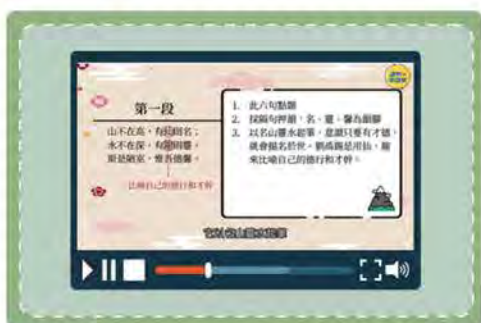 第一段
山不在高，有仙則名；
水不在深，有龍則靈。
斯是陋室，惟吾德馨。
比喻自己的德行和才幹
1. 此六句點題
2. 採隔句押韻，名、靈、馨為韻腳
3. 以名山靈水起筆，意謂只要有才德，
就會揚名於世。劉禹錫是用仙、龍
來比喻自己的德行和才幹。